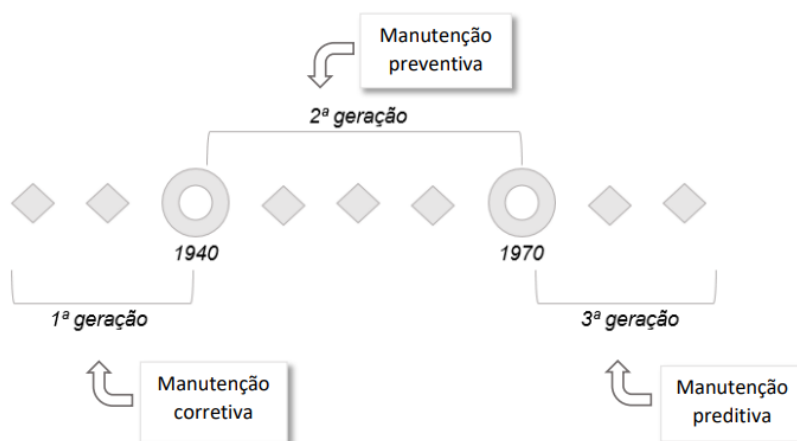 Manutenção
preventiva
2ª geração
1940
1970
1ª geração
3ª geração
Manutenção
corretiva
Manutenção
preditiva